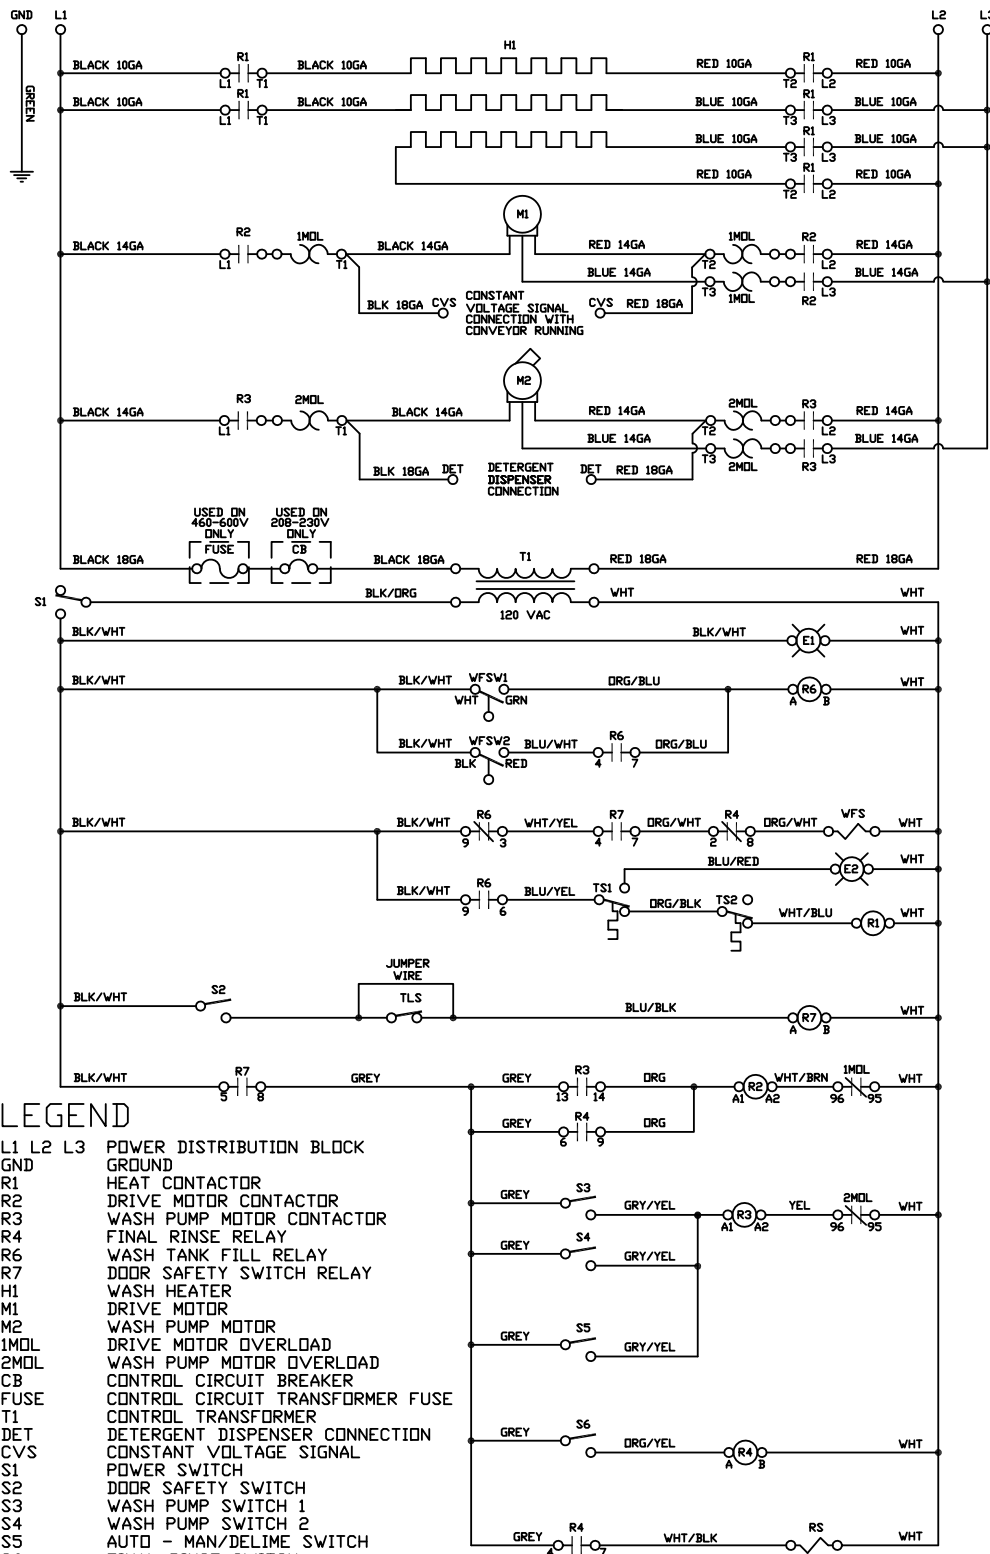 GND L1 L2
GREEN
H1
BLACK 10GA R1 BLACK 10GA RED 10GA R1 RED 10GA
L1 T1 T2 L2
BLACK 10GA R1 BLACK 10GA BLUE 10GA R1 BLUE 10GA
L1 T1 T3 L3
BLUE 10GA R1 BLUE 10GA
T3 L3
RED 10GA R1 RED 10GA
T2 L2
M1
BLACK 14GA R2 1MOL BLACK 14GA RED 14GA 1MOL R2 RED 14GA
L1 T1 T2 L2
BLUE 14GA BLUE 14GA
T3 1MOL R2 L3
BLK 18GA CVS CONSTANT
VOLTAGE SIGNAL
CONNECTION WITH
CONVEYOR RUNNING
CVS RED 18GA
M2
BLACK 14GA R3 2MOL BLACK 14GA RED 14GA 2MOL R3 RED 14GA
L1 T1 T2 L2
BLUE 14GA BLUE 14GA
T3 2MOL R3 L3
BLK 18GA DET DETERGENT
DISPENSER
CONNECTION
DET RED 18GA
USED ON
460-600V
ONLY
FUSE
USED ON
208-230V
ONLY
CB
BLACK 18GA BLACK 18GA T1 RED 18GA RED 18GA
S1 BLK/ORG 120 VAC WHT WHT
BLK/WHT BLK/WHT E1 WHT
BLK/WHT BLK/WHT WFSW1 ORG/BLU R6 WHT
WHT GRN A B
BLK/WHT WFSW2 BLU/WHT R6 ORG/BLU
BLK RED 4 7
BLK/WHT BLK/WHT R6 WHT/YEL R7 ORG/WHT R4 ORG/WHT WFS WHT
9 3 4 7 2 8
BLU/RED E2 WHT
BLK/WHT R6 BLU/YEL TS1 ORG/BLK TS2 WHT/BLU R1 WHT
9 6
JUMPER
WIRE
BLK/WHT S2 TLS BLU/BLK R7 WHT
A B
BLK/WHT R7 GREY GREY R3 ORG R2 WHT/BRN 1MOL WHT
5 8 13 14 A1 A2 96 95
GREY R4 ORG
6 9
GREY S3 GRY/YEL R3 YEL 2MOL WHT
A1 A2 96 95
GREY S4 GRY/YEL
GREY S5 GRY/YEL
GREY S6 ORG/YEL R4 WHT
A B
GREY R4 WHT/BLK RS WHT
LEGEND
L1 L2 L3 POWER DISTRIBUTION BLOCK
GND GROUND
R1 HEAT CONTACTOR
R2 DRIVE MOTOR CONTACTOR
R3 WASH PUMP MOTOR CONTACTOR
R4 FINAL RINSE RELAY
R6 WASH TANK FILL RELAY
R7 DOOR SAFETY SWITCH RELAY
H1 WASH HEATER
M1 DRIVE MOTOR
M2 WASH PUMP MOTOR
1MOL DRIVE MOTOR OVERLOAD
2MOL WASH PUMP MOTOR OVERLOAD
CB CONTROL CIRCUIT BREAKER
FUSE CONTROL CIRCUIT TRANSFORMER FUSE
T1 CONTROL TRANSFORMER
DET DETERGENT DISPENSER CONNECTION
CVS CONSTANT VOLTAGE SIGNAL
S1 POWER SWITCH
S2 DOOR SAFETY SWITCH
S3 WASH PUMP SWITCH 1
S4 WASH PUMP SWITCH 2
S5 AUTO - MAN/DELIME SWITCH